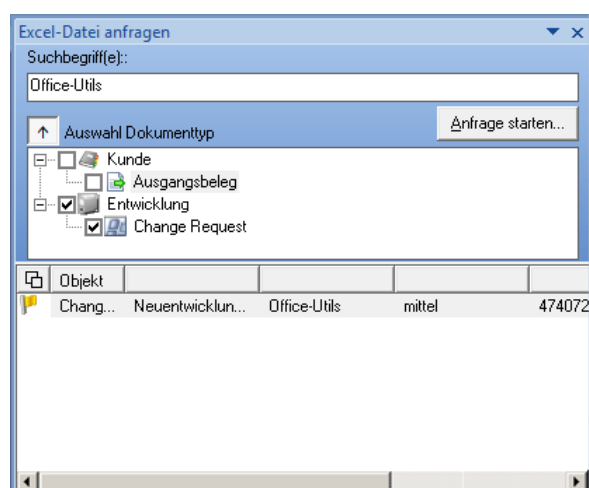 Excel-Datei anfragen
Suchbegriff(e)::
Office-Utils
Anfrage starten...
Auswahl Dokumenttyp
Kunde
Ausgangsbeleg
Entwicklung
Change Request
Objekt
Chang... Neuentwicklun... Office-Utils mittel 474072